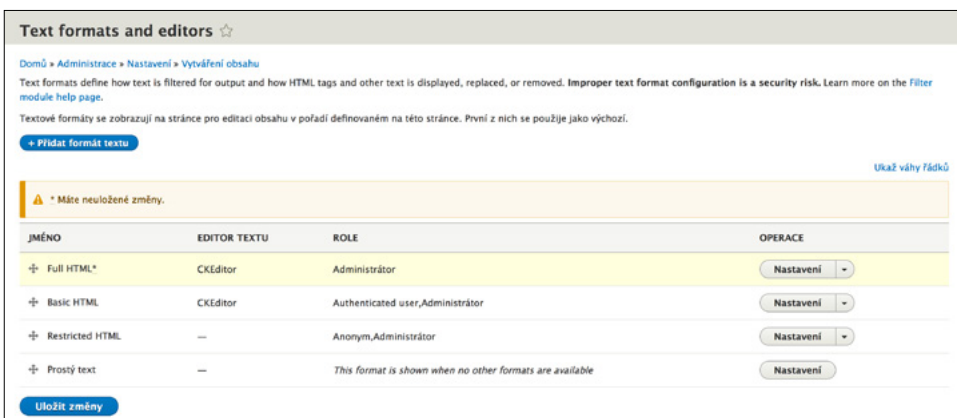 Text formats and editors
Domů » Administrace » Nastavení » Vytváření obsahu
Text formats define how text is filtered for output and how HTML tags and other text is displayed, replaced, or removed. Improper text format configuration is a security risk. Learn more on the Filter
module help page.
Textové formáty se zobrazují na stránce pro editaci obsahu v pořadí definovaném na této stránce. První z nich se použije jako výchozí.
+ Přidat formát textu
Ukaž váhy řádků
* Máte neuložené změny.
JMÉNO EDITOR TEXTU ROLE OPERACE
Full HTML* CKEditor Administrátor Nastavení
Basic HTML CKEditor Authenticated user,Administrátor Nastavení
Restricted HTML — Anonym,Administrátor Nastavení
Prostý text — This format is shown when no other formats are available Nastavení
Uložit změny